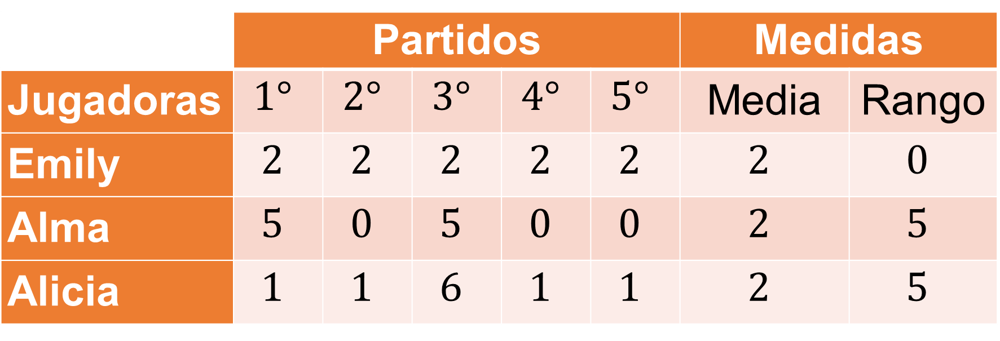 Partidos Medidas
Jugadoras 1° 2° 3° 4° 5° Media Rango
Emily 2 2 2 2 2 2 0
Alma 5 0 5 0 0 2 5
Alicia 1 1 6 1 1 2 5